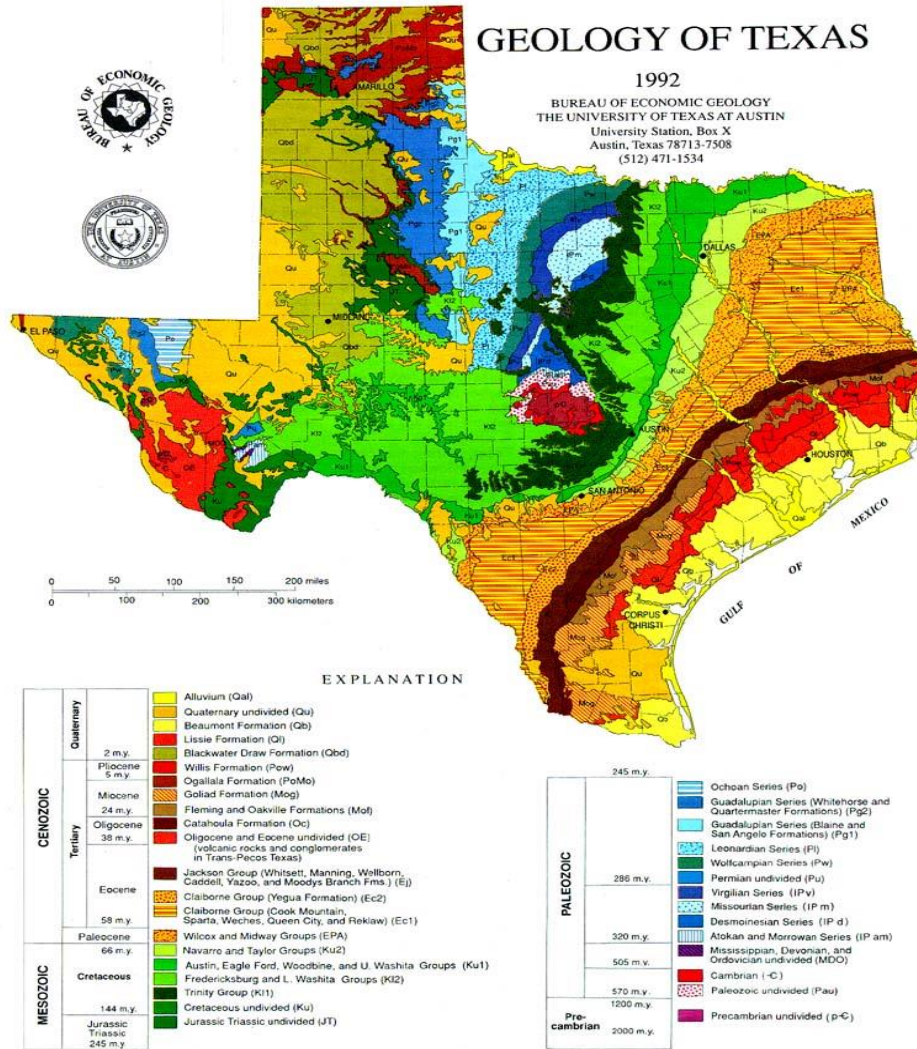 GEOLOGY OF TEXAS
1992
BUREAU OF ECONOMIC GEOLOGY
THE UNIVERSITY OF TEXAS AT AUSTIN
University Station, Box X
Austin, Texas 78713-7508
(512) 471-1534
BUREAU OF ECONOMIC GEOLOGY
THE UNIVERSITY OF TEXAS
AT AUSTIN
AMARILLO
DALLAS
EL PASO
MIDLAND
AUSTIN
HOUSTON
SAN ANTONIO
CORPUS
CHRISTI
GULF OF MEXICO
0 50 100 150 200 miles
0 100 200 300 kilometers
EXPLANATION
CENOZOIC
Quaternary
2 m.y.
Tertiary
Pliocene
5 m.y.
Miocene
24 m.y.
Oligocene
38 m.y.
Eocene
58 m.y.
Paleocene
MESOZOIC
66 m.y.
Cretaceous
144 m.y.
Jurassic
Triassic
245 m.y
Alluvium (Qal)
Quaternary undivided (Qu)
Beaumont Formation (Qb)
Lissie Formation (Ql)
Blackwater Draw Formation (Qbd)
Willis Formation (Pow)
Ogallala Formation (PoMo)
Goliad Formation (Mog)
Fleming and Oakville Formations (Mof)
Catahoula Formation (Oc)
Oligocene and Eocene undivided (OE)
(volcanic rocks and conglomerates
in Trans-Pecos Texas)
Jackson Group (Whitsett, Manning, Wellborn,
Caddell, Yazoo, and Moodys Branch Fms.) (Ej)
Claiborne Group (Yegua Formation) (Ec2)
Claiborne Group (Cook Mountain,
Sparta, Weches, Queen City, and Reklaw) (Ec1)
Wilcox and Midway Groups (EPA)
Navarro and Taylor Groups (Ku2)
Austin, Eagle Ford, Woodbine, and U. Washita Groups (Ku1)
Fredericksburg and L. Washita Groups (Kl2)
Trinity Group (Kl1)
Cretaceous undivided (Ku)
Jurassic Triassic undivided (JT)
PALEOZOIC
245 m.y.
286 m.y.
320 m.y.
505 m.y.
570 m.y.
Pre-
cambrian
1200 m.y.
2000 m.y.
Ochoan Series (Po)
Guadalupian Series (Whitehorse and
Quartermaster Formations) (Pg2)
Guadalupian Series (Blaine and
San Angelo Formations) (Pg1)
Leonardian Series (Pl)
Wolfcampian Series (Pw)
Permian undivided (Pu)
Virgilian Series (IPv)
Missourian Series (IP m)
Desmoinesian Series (IP d)
Atokan and Morrowan Series (IP am)
Mississippian, Devonian, and
Ordovician undivided (MDO)
Cambrian (-C)
Paleozoic undivided (Pau)
Precambrian undivided (p-C)